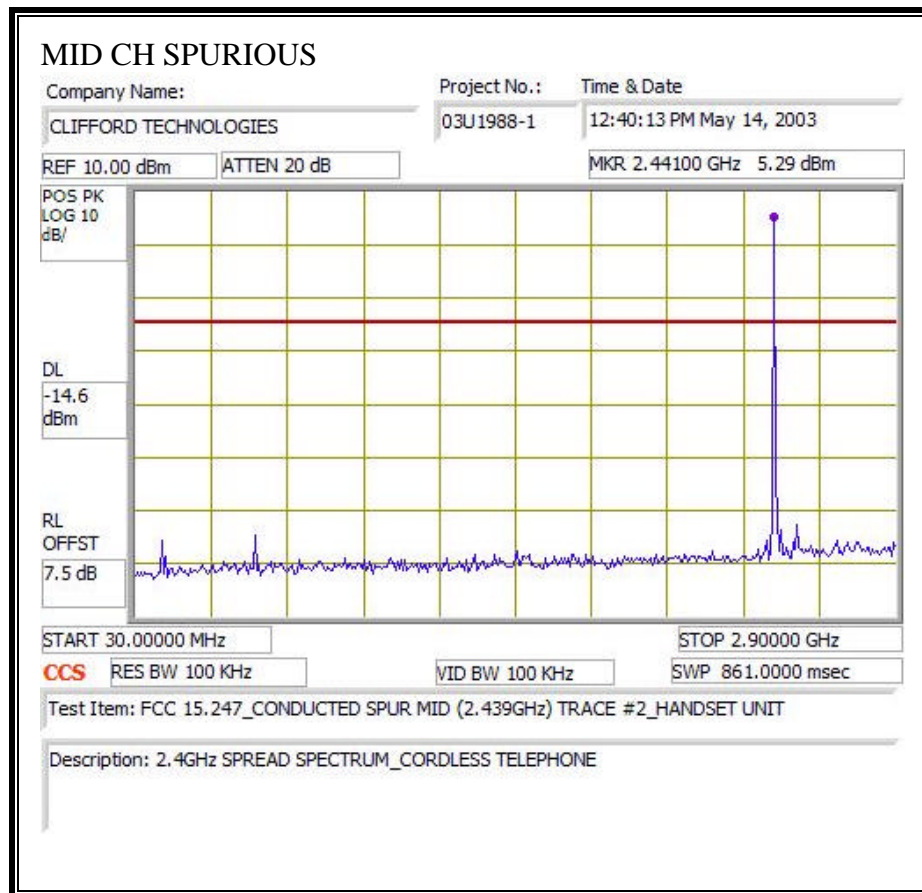 MID CH SPURIOUS
Company Name:
Project No.:
Time & Date
CLIFFORD TECHNOLOGIES
03U1988-1
12:40:13 PM May 14, 2003
REF 10.00 dBm
ATTEN 20 dB
MKR 2.44100 GHz 5.29 dBm
POS PK
LOG 10
dB/
DL
-14.6
dBm
RL
OFFST
7.5 dB
START 30.00000 MHz
STOP 2.90000 GHz
CCS
RES BW 100 KHz
VID BW 100 KHz
SWP 861.0000 msec
Test Item: FCC 15.247_CONDUCTED SPUR MID (2.439GHz) TRACE #2_HANDSET UNIT
Description: 2.4GHz SPREAD SPECTRUM_CORDLESS TELEPHONE